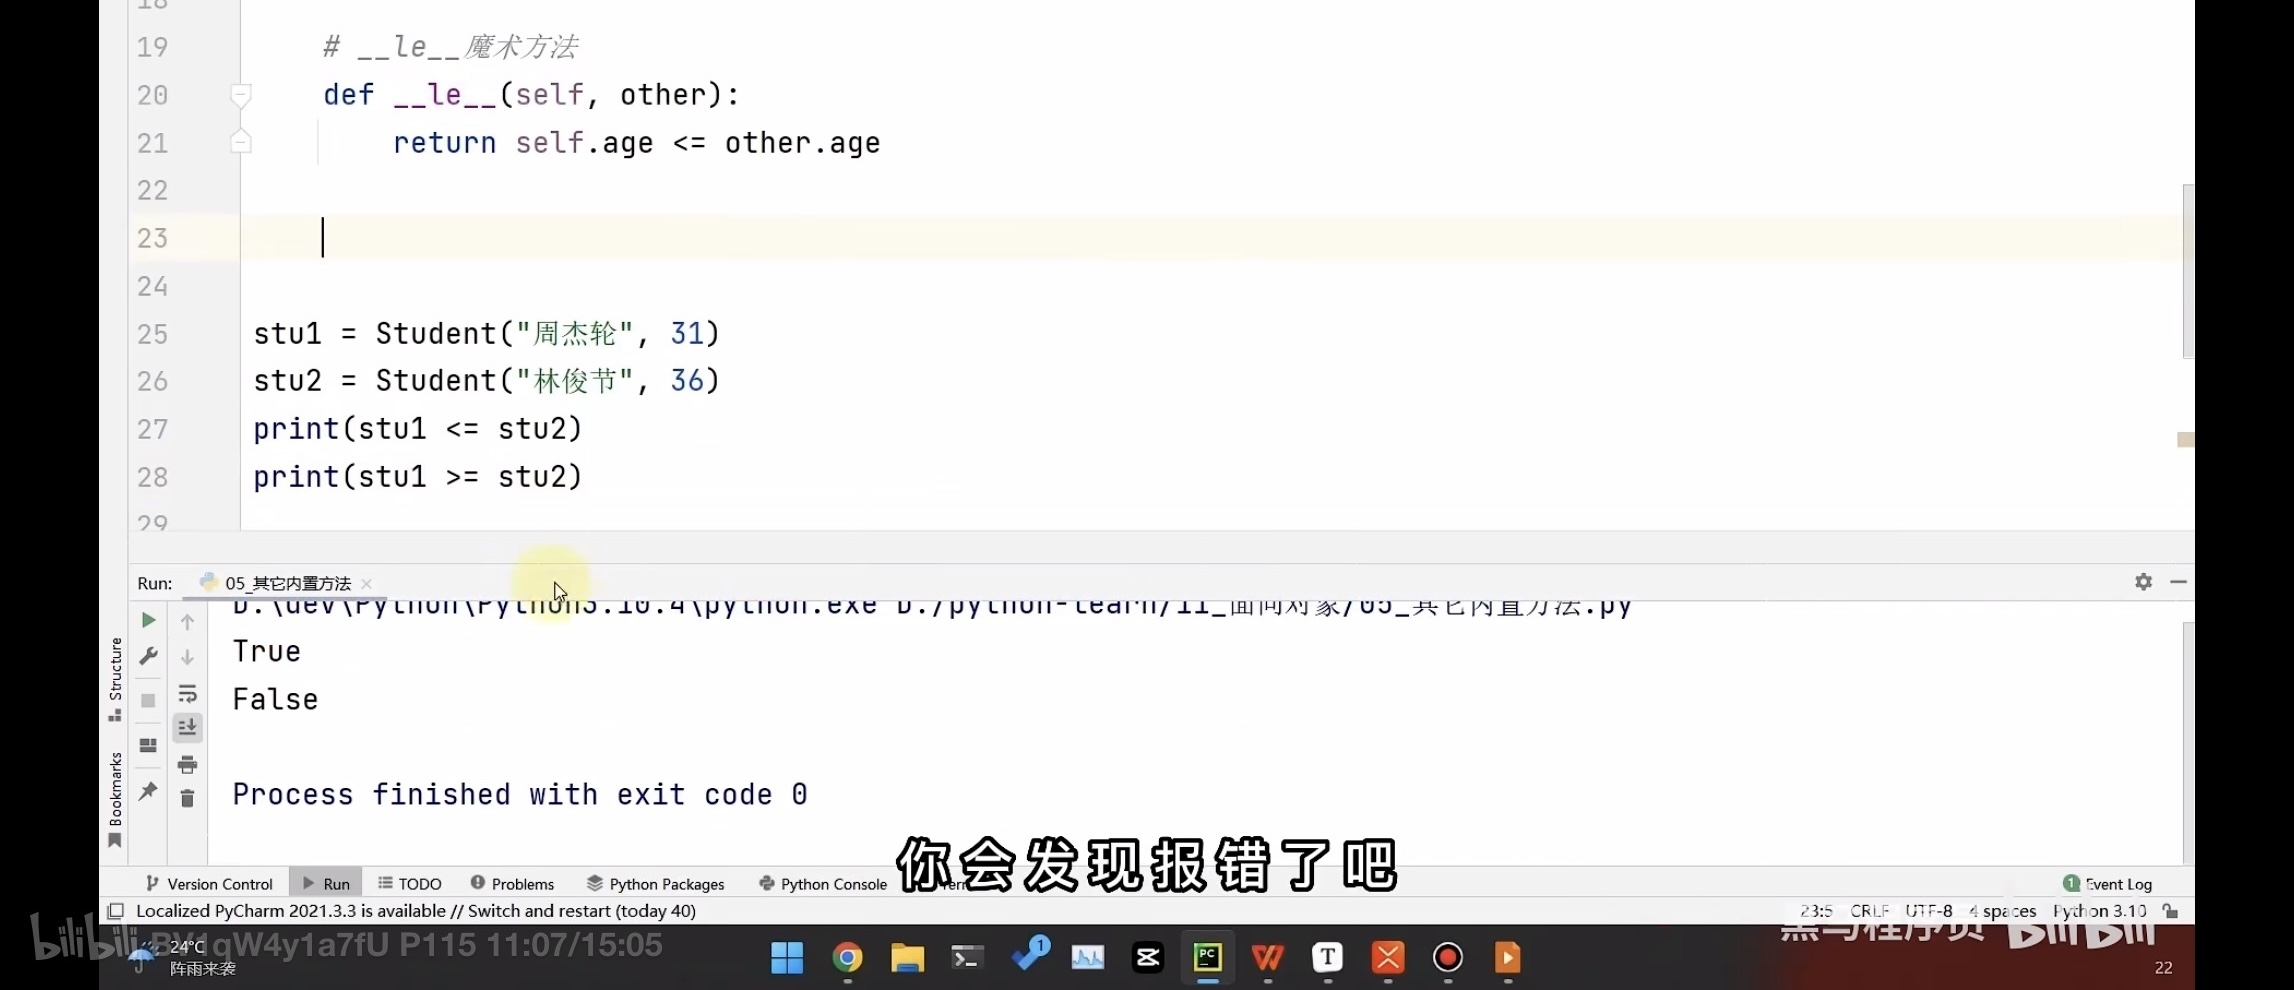 18
19 # __le__魔术方法
20 def __le__(self, other):
21 return self.age <= other.age
22
23
24
25 stu1 = Student("周杰轮", 31)
26 stu2 = Student("林俊节", 36)
27 print(stu1 <= stu2)
28 print(stu1 >= stu2)
29
Run: 05_其它内置方法
D:\dev\Python\Python3.10.4\python.exe D:/python-learn/11_面向对象/05_其它内置方法.py
True
False
Process finished with exit code 0
Structure
Bookmarks
你会发现报错了吧
Version Control Run TODO Problems Python Packages Python Console
1 Event Log
Localized PyCharm 2021.3.3 is available // Switch and restart (today 40)
23:5 CRLF UTF-8 4 spaces Python 3.10
黑马程序员 bilibili
bilibili BV1qW4y1a7fU P115 11:07/15:05
24°C
阵雨来袭
1
PC
T
22